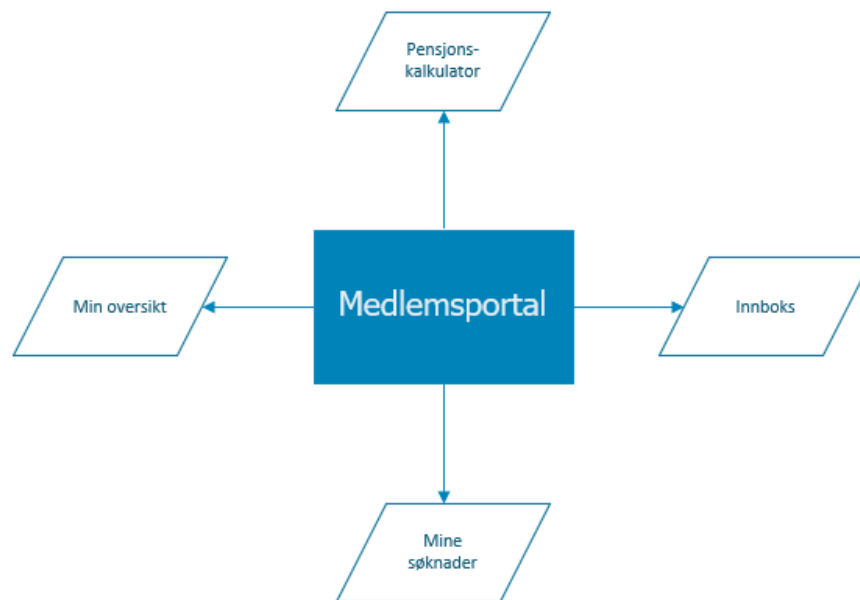 Pensjons-
kalkulator
Min oversikt
Medlemsportal
Innboks
Mine
søknader